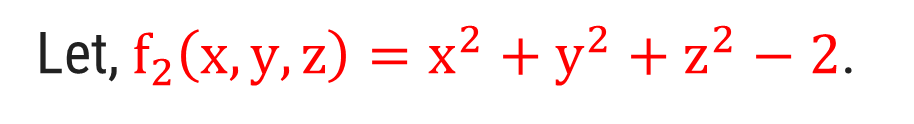 Let, f₂(x, y, z) = x² + y² + z² − 2.